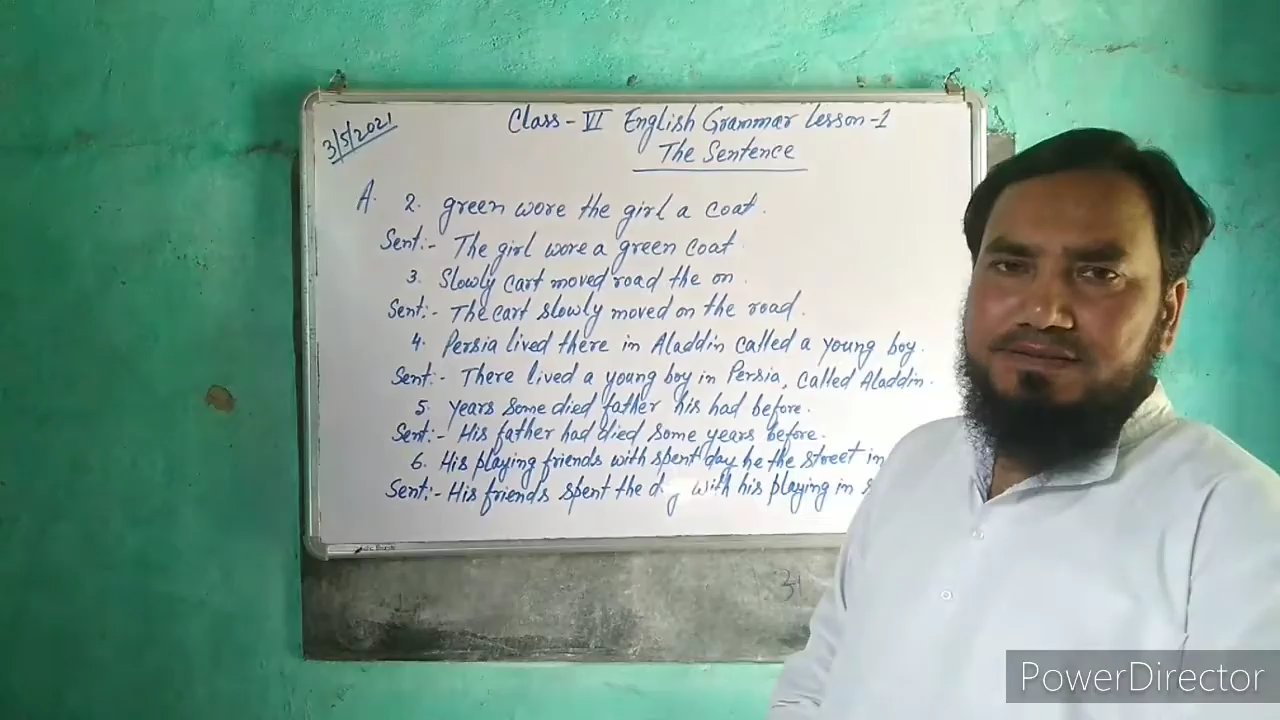 3/5/2021
Class - VI English Grammar Lesson-1
The Sentence
A. 2. green wore the girl a coat.
Sent:- The girl wore a green coat.
3. Slowly cart moved road the on.
Sent:- The cart slowly moved on the road.
4. Persia lived there in Aladdin called a young boy.
Sent:- There lived a young boy in Persia, called Aladdin.
5. years some died father his had before.
Sent:- His father had died some years before.
6. His playing friends with spent day he the street in
Sent:- His friends spent the with his playing in
31
PowerDirector